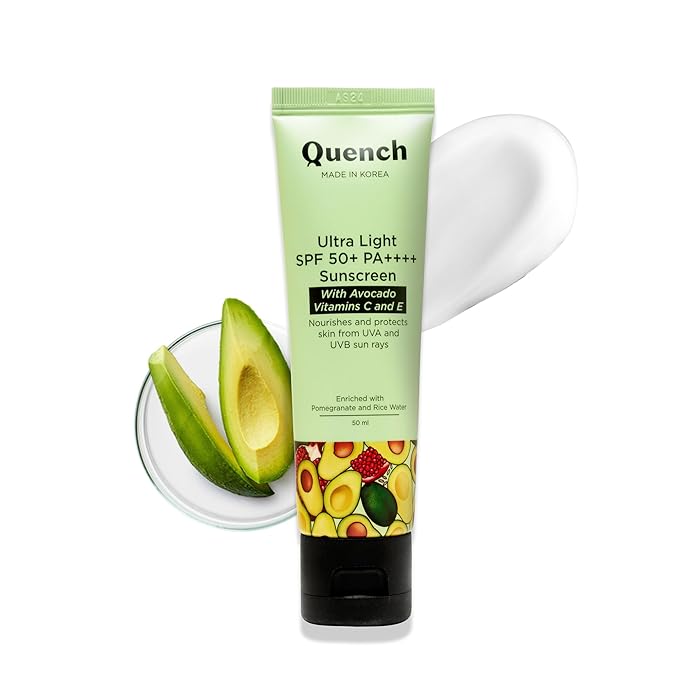 AS24
Quench
MADE IN KOREA
Ultra Light
SPF 50+ PA++++
Sunscreen
With Avocado
Vitamins C and E
Nourishes and protects
skin from UVA and
UVB sun rays
Enriched with
Pomegranate and Rice Water
50 ml